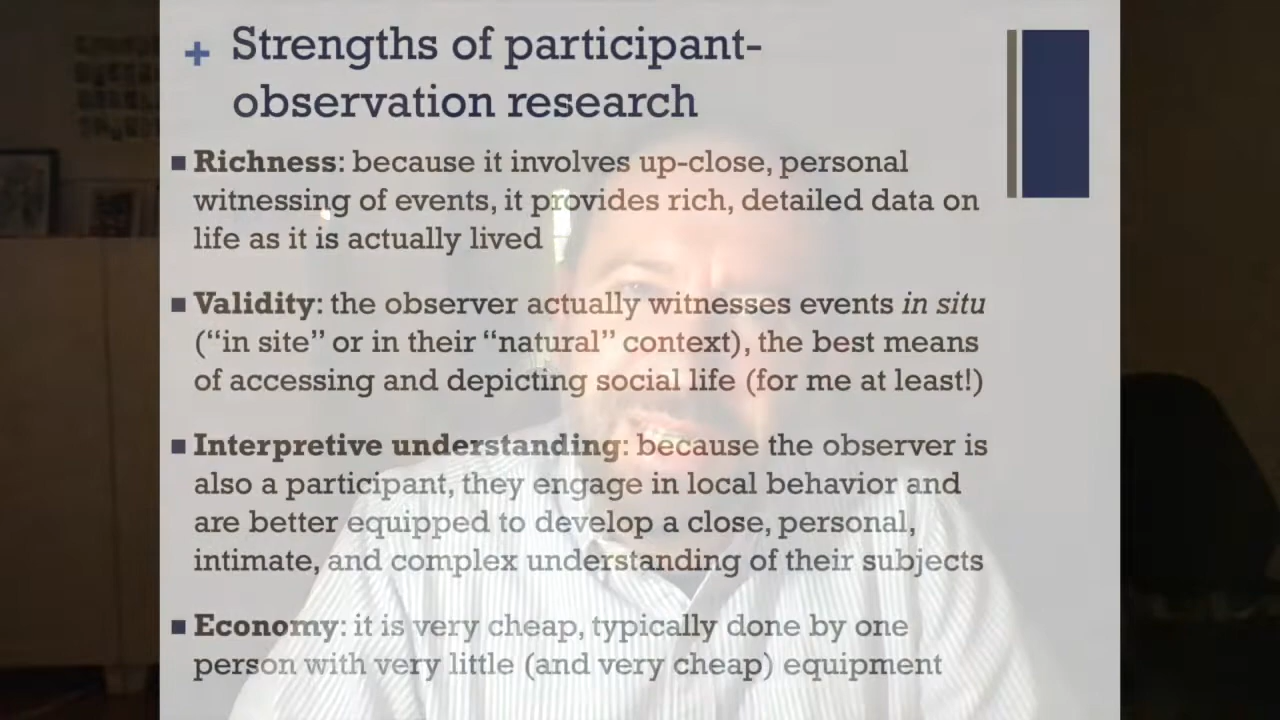 + Strengths of participant-
observation research
■ Richness: because it involves up-close, personal
witnessing of events, it provides rich, detailed data on
life as it is actually lived
■ Validity: the observer actually witnesses events in situ
(“in site” or in their “natural” context), the best means
of accessing and depicting social life (for me at least!)
■ Interpretive understanding: because the observer is
also a participant, they engage in local behavior and
are better equipped to develop a close, personal,
intimate, and complex understanding of their subjects
■ Economy: it is very cheap, typically done by one
person with very little (and very cheap) equipment